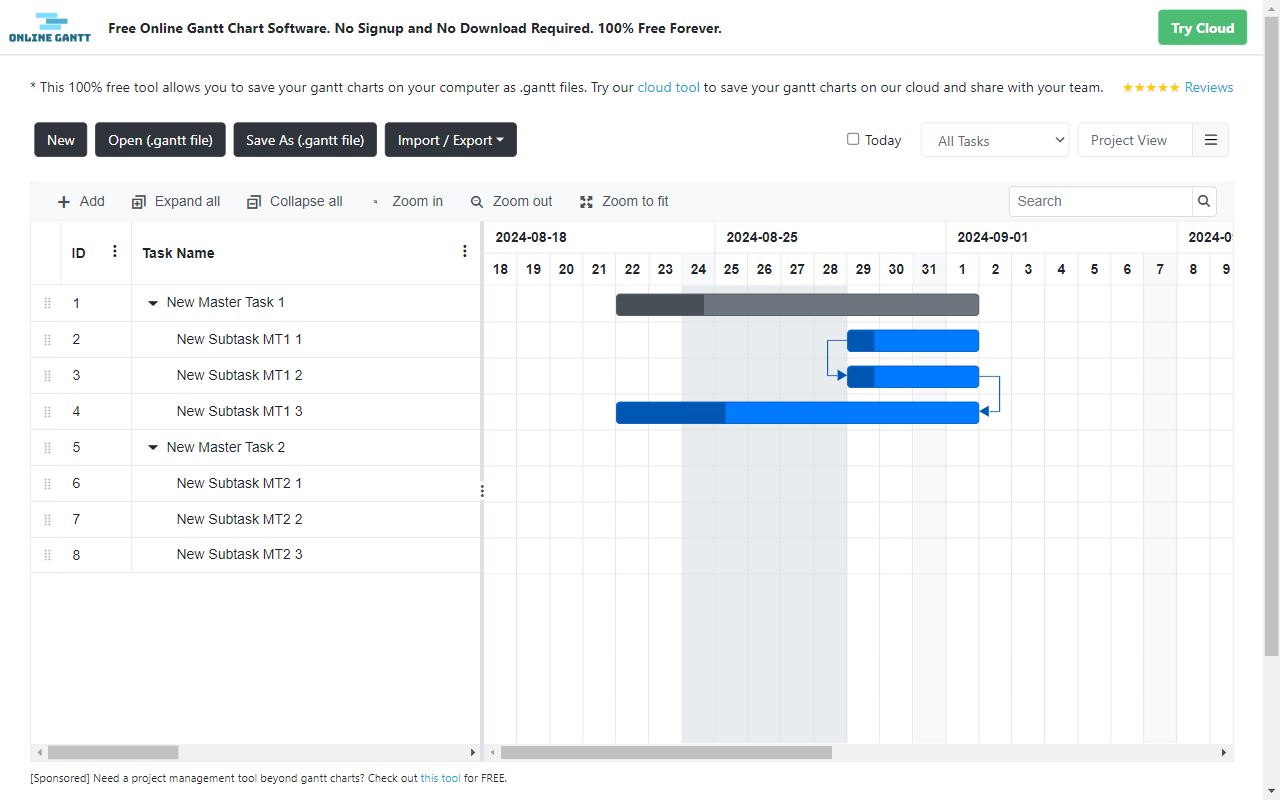 ONLINE GANTT
Free Online Gantt Chart Software. No Signup and No Download Required. 100% Free Forever.
Try Cloud
* This 100% free tool allows you to save your gantt charts on your computer as .gantt files. Try our cloud tool to save your gantt charts on our cloud and share with your team. ★★★★★ Reviews
New Open (.gantt file) Save As (.gantt file) Import / Export Today All Tasks Project View
Add Expand all Collapse all Zoom in Zoom out Zoom to fit Search
2024-08-18 2024-08-25 2024-09-01 2024-0
ID Task Name
18 19 20 21 22 23 24 25 26 27 28 29 30 31 1 2 3 4 5 6 7 8 9
1 New Master Task 1
2 New Subtask MT1 1
3 New Subtask MT1 2
4 New Subtask MT1 3
5 New Master Task 2
6 New Subtask MT2 1
7 New Subtask MT2 2
8 New Subtask MT2 3
[Sponsored] Need a project management tool beyond gantt charts? Check out this tool for FREE.